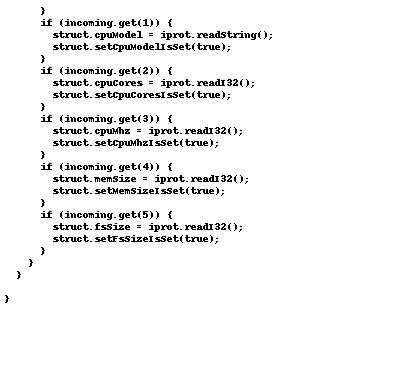 }
if (incoming.get(1)) {
struct.cpuModel = iprot.readString();
struct.setCpuModelIsSet(true);
}
if (incoming.get(2)) {
struct.cpuCores = iprot.readI32();
struct.setCpuCoresIsSet(true);
}
if (incoming.get(3)) {
struct.cpuMhz = iprot.readI32();
struct.setCpuMhzIsSet(true);
}
if (incoming.get(4)) {
struct.memSize = iprot.readI32();
struct.setMemSizeIsSet(true);
}
if (incoming.get(5)) {
struct.fsSize = iprot.readI32();
struct.setFsSizeIsSet(true);
}
}
}
}